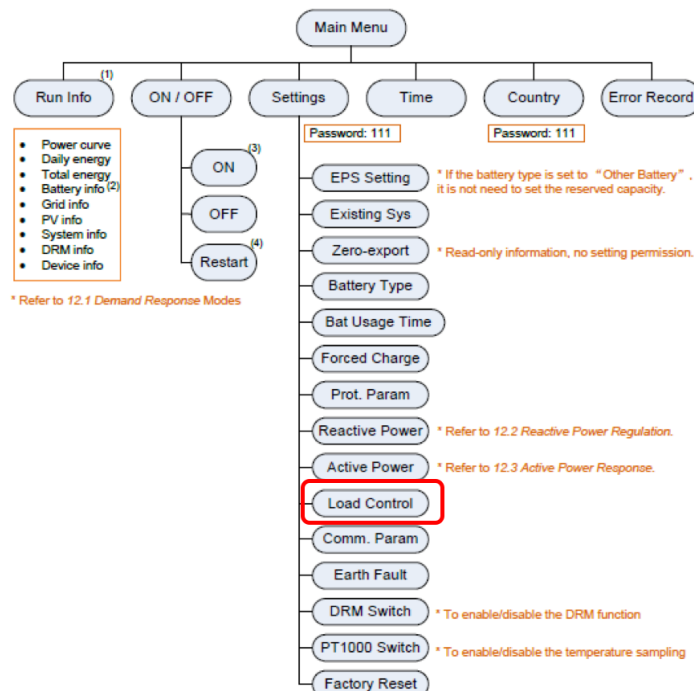 Main Menu
(1)
Run Info
ON / OFF
Settings
Time
Country
Error Record
Password: 111
Password: 111
• Power curve
• Daily energy
• Total energy
• Battery info (2)
• Grid info
• PV info
• System info
• DRM info
• Device info
* Refer to 12.1 Demand Response Modes
(3)
ON
OFF
(4)
Restart
EPS Setting
* If the battery type is set to “Other Battery”,
it is not need to set the reserved capacity.
Existing Sys
Zero-export
* Read-only information, no setting permission.
Battery Type
Bat Usage Time
Forced Charge
Prot. Param
Reactive Power
* Refer to 12.2 Reactive Power Regulation.
Active Power
* Refer to 12.3 Active Power Response.
Load Control
Comm. Param
Earth Fault
DRM Switch
* To enable/disable the DRM function
PT1000 Switch
* To enable/disable the temperature sampling
Factory Reset